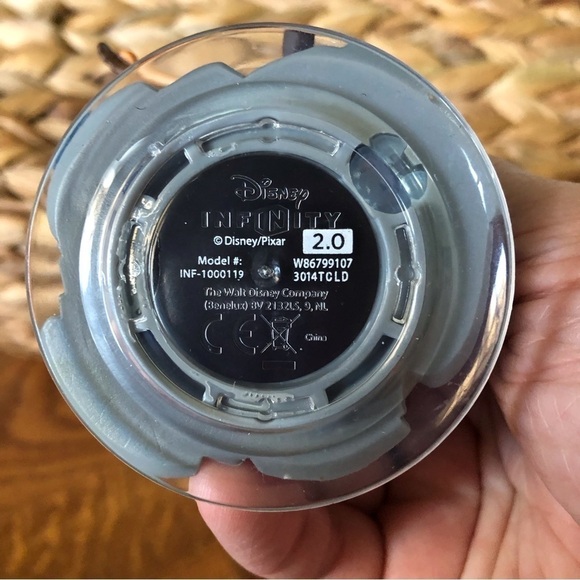 Disney
INFINITY
© Disney/Pixar 2.0
Model #: W86799107
INF-1000119 3014TGLD
The Walt Disney Company
(Benelux) BV 2132LS, 9, NL
CE China